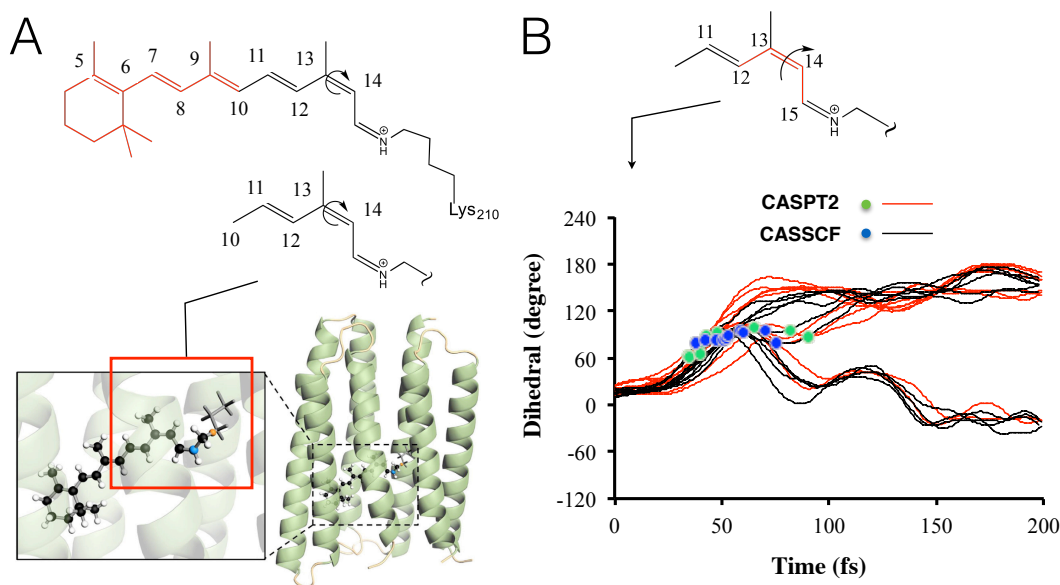 A
5
6
7
8
9
10
11
12
13
14
⊕
N
H
Lys210
10
11
12
13
14
⊕
N
H
B
11
12
13
14
15
⊕
N
H
CASPT2
CASSCF
Dihedral (degree)
240
180
120
60
0
-60
-120
0
50
100
150
200
Time (fs)